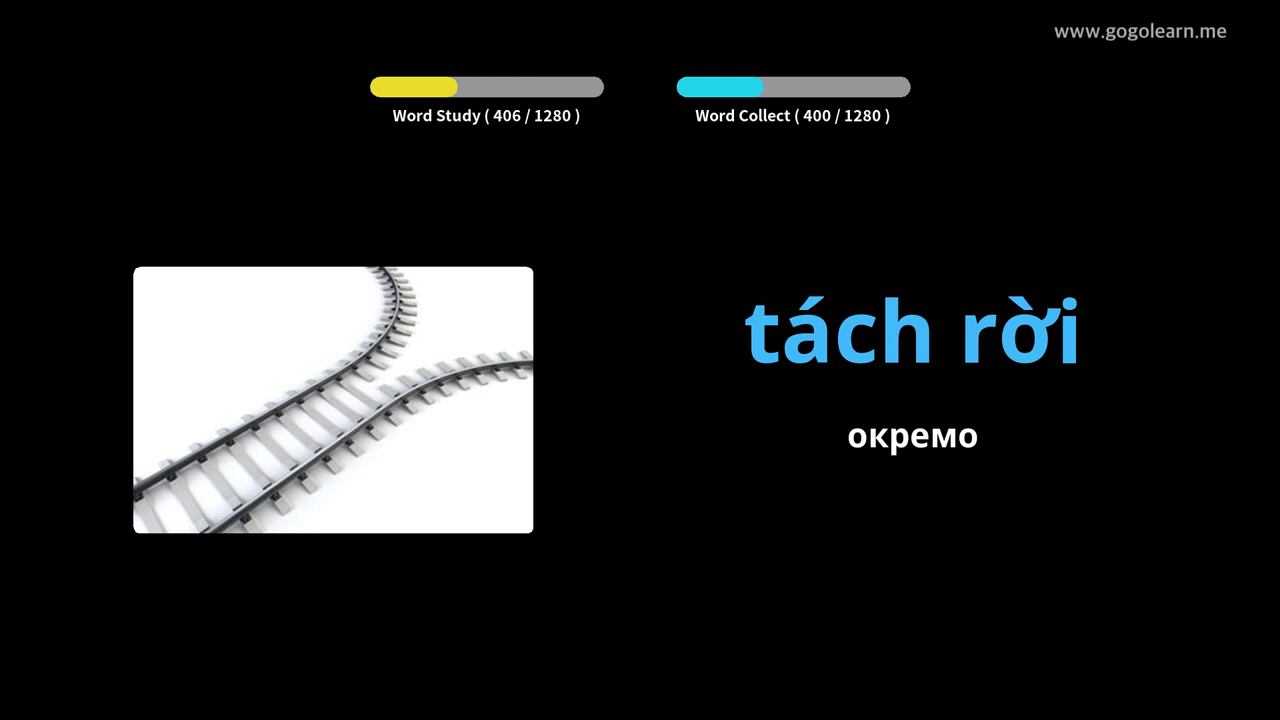 www.gogolearn.me
Word Study ( 406 / 1280 )
Word Collect ( 400 / 1280 )
tách rời
окремо